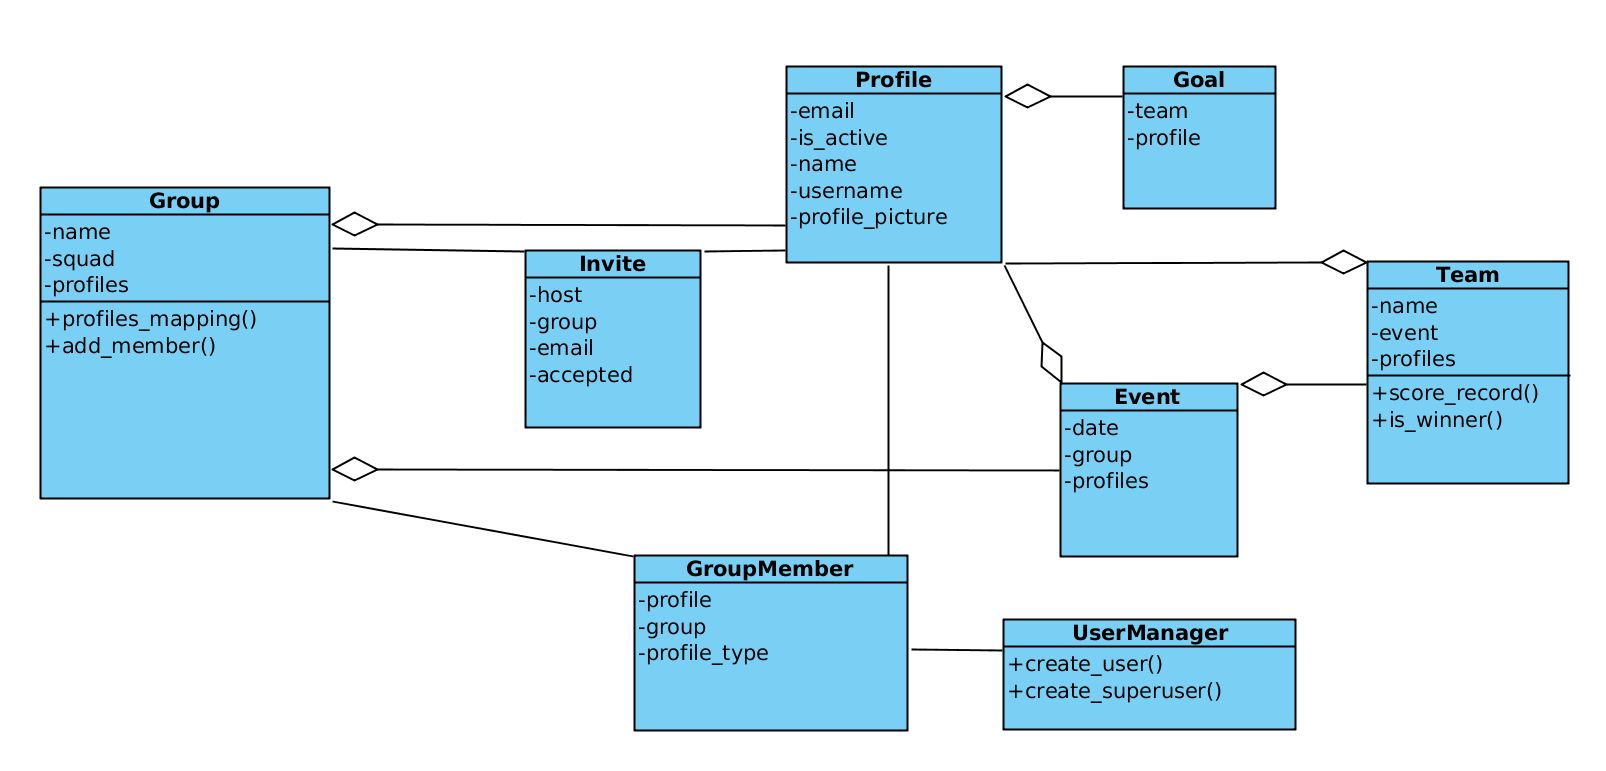 Profile
-email
-is_active
-name
-username
-profile_picture
Goal
-team
-profile
Group
-name
-squad
-profiles
+profiles_mapping()
+add_member()
Invite
-host
-group
-email
-accepted
Team
-name
-event
-profiles
+score_record()
+is_winner()
Event
-date
-group
-profiles
GroupMember
-profile
-group
-profile_type
UserManager
+create_user()
+create_superuser()